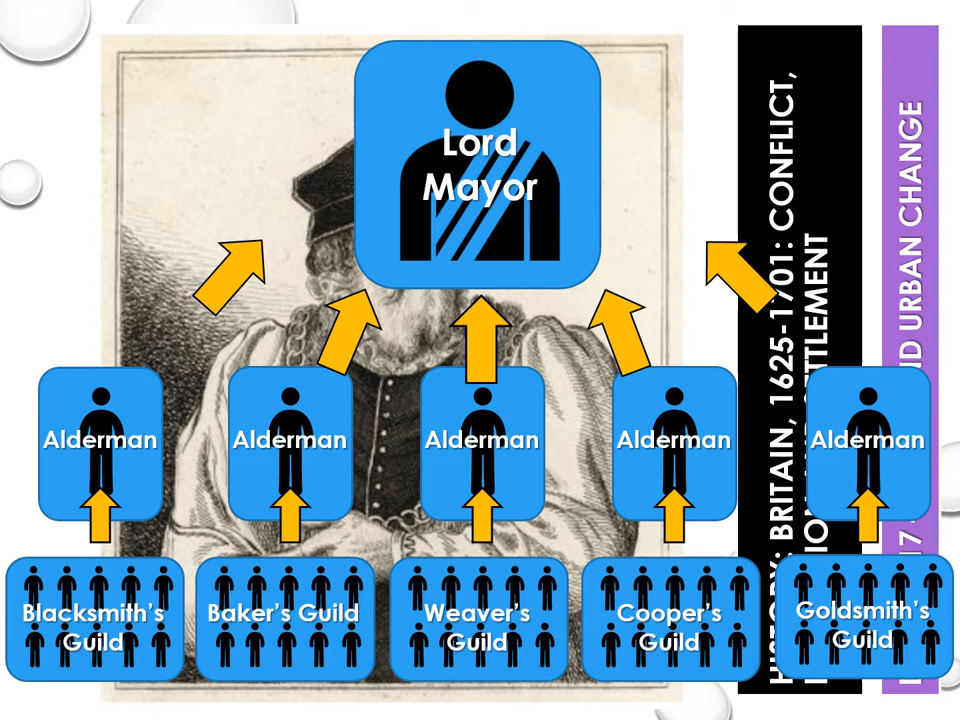 Lord
Mayor
Alderman
Alderman
Alderman
Alderman
Alderman
Blacksmith's
Guild
Baker's Guild
Weaver's
Guild
Cooper's
Guild
Goldsmith's
Guild
BRITAIN, 1625-1701: CONFLICT,
URBAN CHANGE